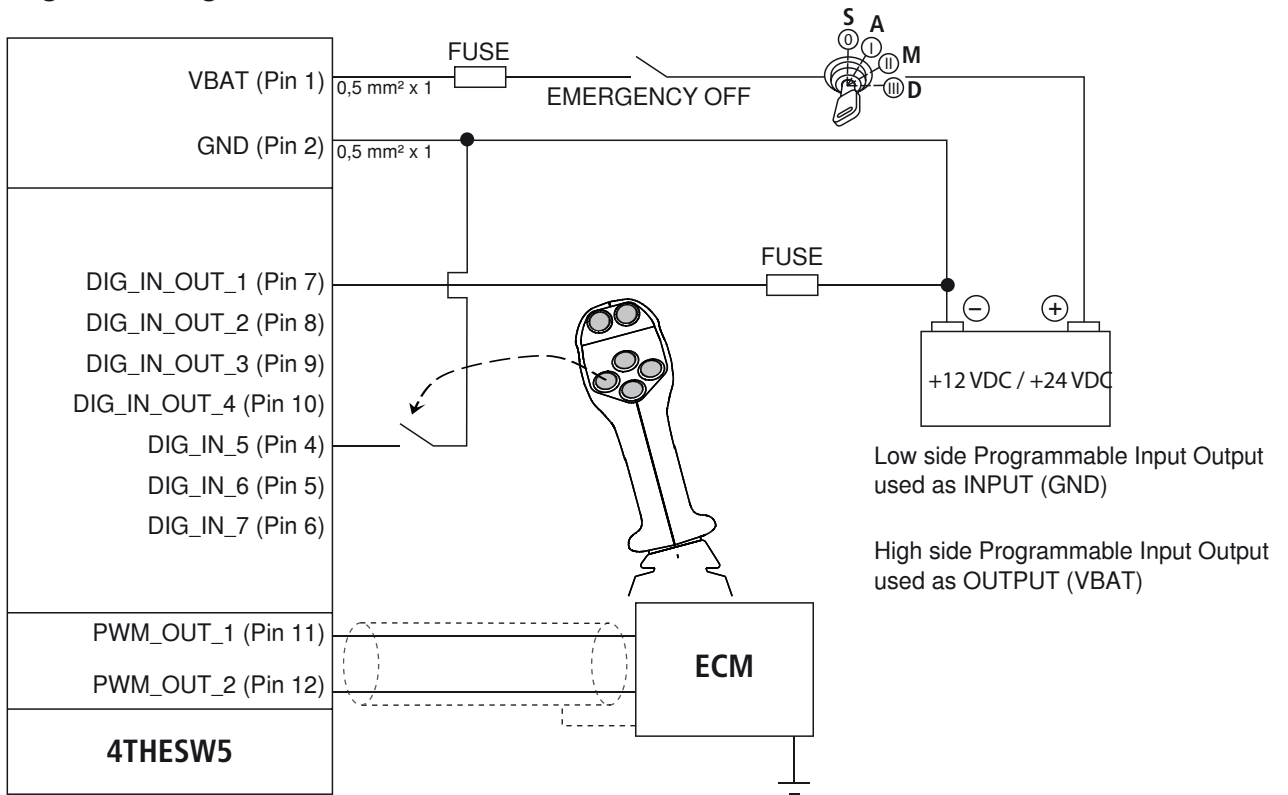 S
A
0
I
II
M
III
D
FUSE
VBAT (Pin 1)
0,5 mm² x 1
EMERGENCY OFF
GND (Pin 2)
0,5 mm² x 1
FUSE
DIG_IN_OUT_1 (Pin 7)
DIG_IN_OUT_2 (Pin 8)
DIG_IN_OUT_3 (Pin 9)
DIG_IN_OUT_4 (Pin 10)
DIG_IN_5 (Pin 4)
DIG_IN_6 (Pin 5)
DIG_IN_7 (Pin 6)
− +
+12 VDC / +24 VDC
Low side Programmable Input Output
used as INPUT (GND)
High side Programmable Input Output
used as OUTPUT (VBAT)
PWM_OUT_1 (Pin 11)
PWM_OUT_2 (Pin 12)
ECM
4THESW5